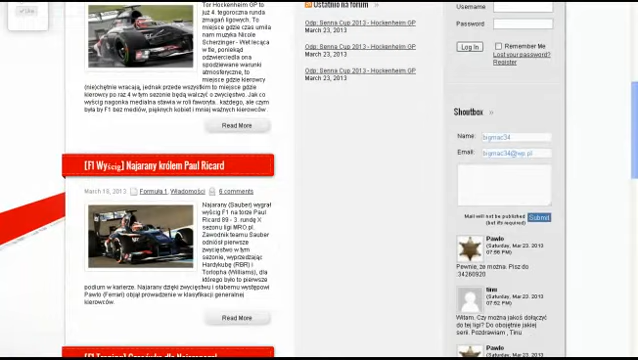 Tor Hockenheim GP to
już 4. tegoroczna runda
zmagań ligowych. To
miejsce gdzie czas umila
nam muzyka Nicole
Scherzinger - Wet lecąca
w tle, poniekąd
odzwierciedla ona
spodziewane warunki
atmosferyczne, to
miejsce gdzie kierowcy
(nie)chętnie wracają, jednak przede wszystkim to miejsce gdzie
kierowcy po raz 4 w tym sezonie będą walczyć o zwycięstwo. Jak co
wyścig nagonka medialna stawia w roli faworyta.. każdego, ale czym
była by F1 bez mediów, pięknych kobiet i mocnych własnie kierowców
Read More
[F1 Wyścig] Najarany królem Paul Ricard
March 16, 2013
Formula 1, Wiadomości
6 comments
Najarany (Sauber) wygrał
wyścig F1 na torze Paul
Ricard 89 - 3. rundę X
sezonu ligi MRO.pl.
Zawodnik teamu Sauber
odniósł pierwsze
zwycięstwo w tym
sezonie, wyprzedzając
Hardykubę (RBR) i
Torlopha (Williams), dla
którego było to pierwsze
podium w karierze. Najarany dzięki zwycięstwu i słabemu występowi
Pawło (Ferrari) objął prowadzenie w klasyfikacji generalnej
kierowców.
Read More
Ostatnio na forum »
Odp: Senna Cup 2013 - Hockenheim GP
March 23, 2013
Odp: Senna Cup 2013 - Hockenheim GP
March 23, 2013
Odp: Senna Cup 2013 - Hockenheim GP
March 23, 2013
Username
Password
Log In
Remember Me
Lost your password?
Register
Shoutbox »
Name: bigmac34
Email: bigmac34@wp.pl
Mail will not be published
(but it's required)
Submit
Pawło
(Saturday, Mar 23. 2013
07:56 PM)
Pewnie, że można. Pisz do
Tinu
(Saturday, Mar 23. 2013
07:52 PM)
Witam, Czy można jakoś dołączyć
do tej ligi? Do obojętnie jakiej
serii. Pozdrawiam , Tinu
Pawło
(Saturday, Mar 23. 2013